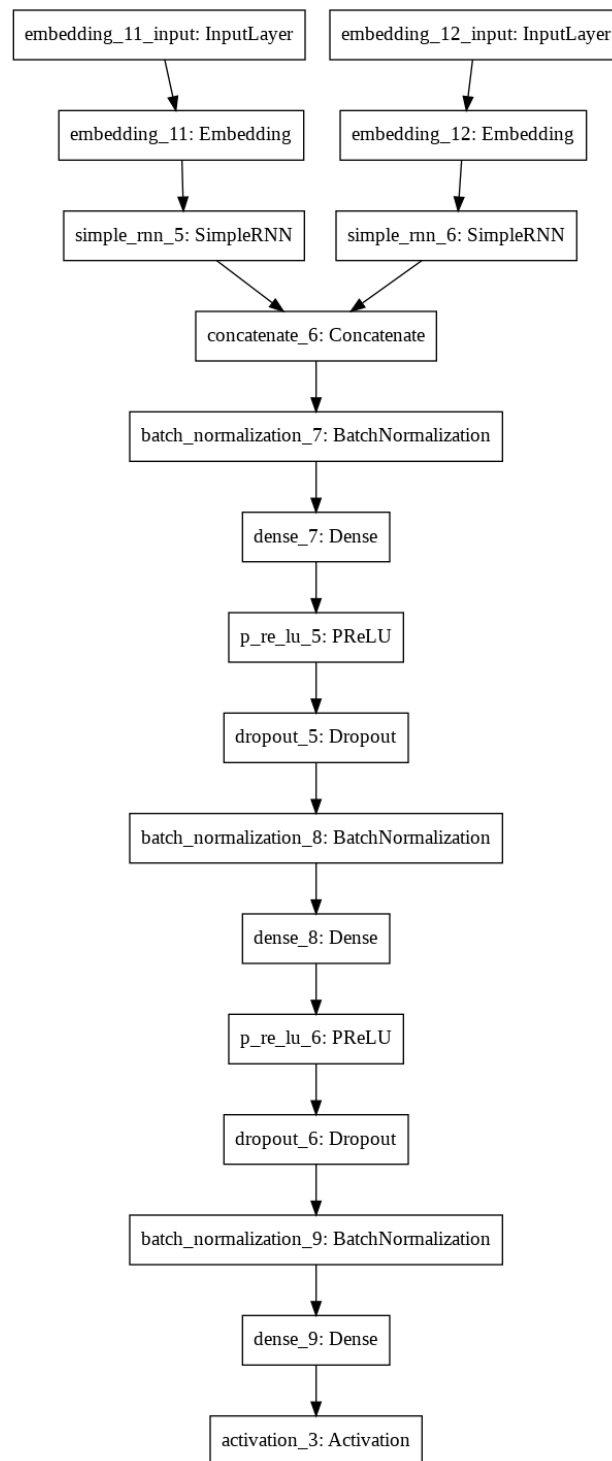 embedding_11_input: InputLayer
embedding_12_input: InputLayer
embedding_11: Embedding
embedding_12: Embedding
simple_rnn_5: SimpleRNN
simple_rnn_6: SimpleRNN
concatenate_6: Concatenate
batch_normalization_7: BatchNormalization
dense_7: Dense
p_re_lu_5: PReLU
dropout_5: Dropout
batch_normalization_8: BatchNormalization
dense_8: Dense
p_re_lu_6: PReLU
dropout_6: Dropout
batch_normalization_9: BatchNormalization
dense_9: Dense
activation_3: Activation